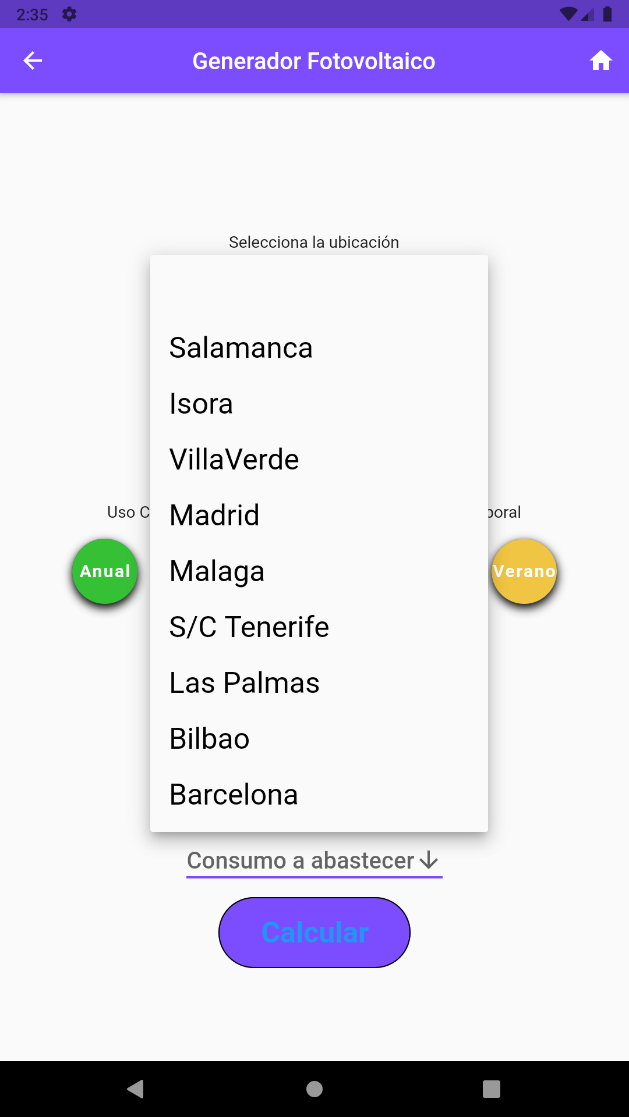 2:35
Generador Fotovoltaico
Selecciona la ubicación
Salamanca
Isora
VillaVerde
Madrid
Malaga
S/C Tenerife
Las Palmas
Bilbao
Barcelona
Uso
Anual
Verano
Consumo a abastecer
Calcular